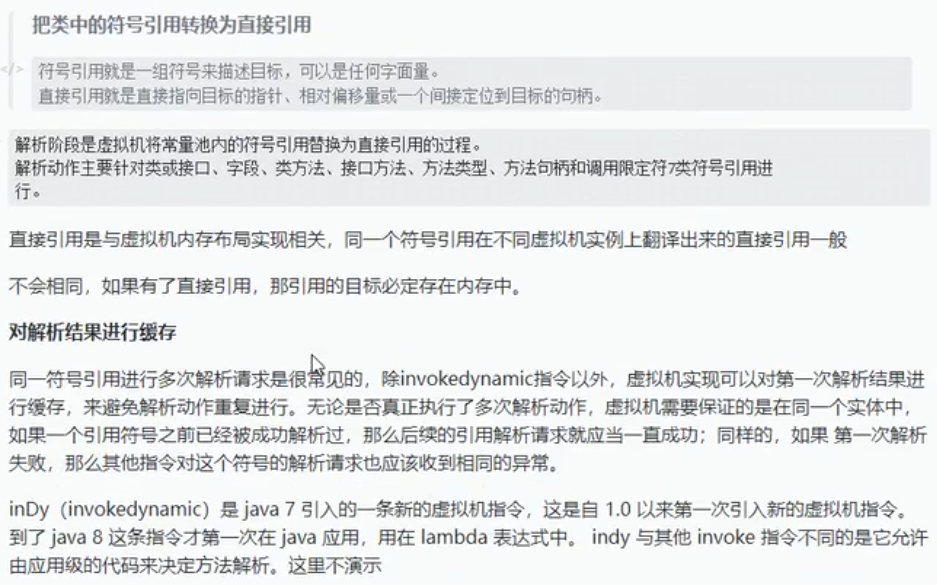 把类中的符号引用转换为直接引用
</>
符号引用就是一组符号来描述目标，可以是任何字面量。
直接引用就是直接指向目标的指针、相对偏移量或一个间接定位到目标的句柄。
解析阶段是虚拟机将常量池内的符号引用替换为直接引用的过程。
解析动作主要针对类或接口、字段、类方法、接口方法、方法类型、方法句柄和调用限定符7类符号引用进
行。
直接引用是与虚拟机内存布局实现相关，同一个符号引用在不同虚拟机实例上翻译出来的直接引用一般
不会相同，如果有了直接引用，那引用的目标必定存在内存中。
对解析结果进行缓存
同一符号引用进行多次解析请求是很常见的，除invokedynamic指令以外，虚拟机实现可以对第一次解析结果进
行缓存，来避免解析动作重复进行。无论是否真正执行了多次解析动作，虚拟机需要保证的是在同一个实体中，
如果一个引用符号之前已经被成功解析过，那么后续的引用解析请求就应当一直成功；同样的，如果 第一次解析
失败，那么其他指令对这个符号的解析请求也应该收到相同的异常。
inDy（invokedynamic）是 java 7 引入的一条新的虚拟机指令，这是自 1.0 以来第一次引入新的虚拟机指令。
到了 java 8 这条指令才第一次在 java 应用，用在 lambda 表达式中。 indy 与其他 invoke 指令不同的是它允许
由应用级的代码来决定方法解析。这里不演示